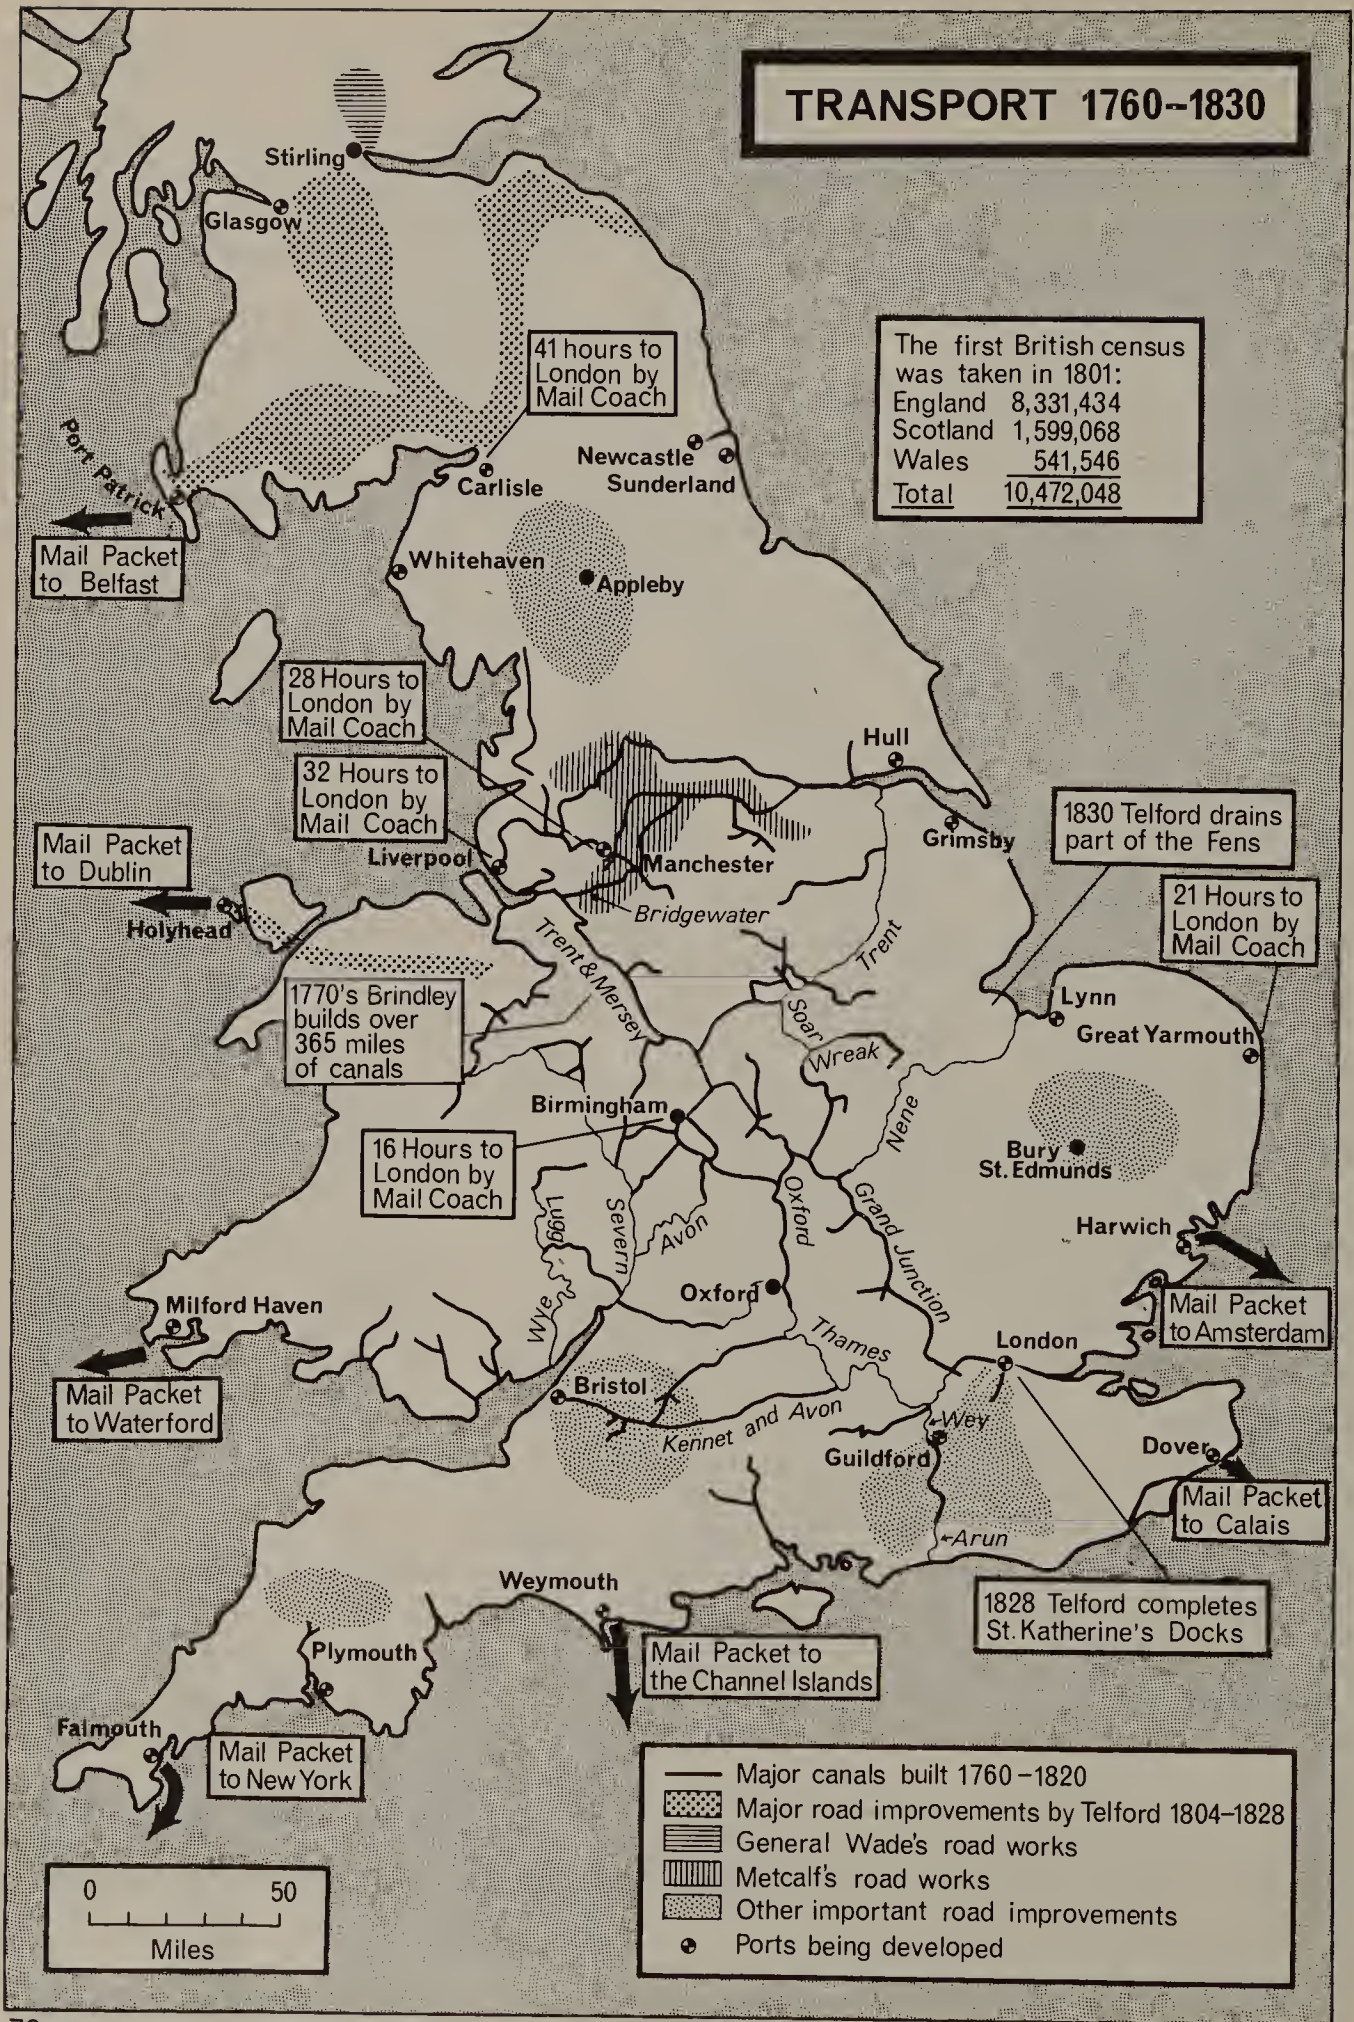 TRANSPORT 1760-1830
Stirling
Glasgow
41 hours to
London by
Mail Coach
The first British census
was taken in 1801:
England 8,331,434
Scotland 1,599,068
Wales 541,546
Total 10,472,048
Port Patrick
Newcastle
Sunderland
Carlisle
Mail Packet
to Belfast
Whitehaven
Appleby
28 Hours to
London by
Mail Coach
Hull
32 Hours to
London by
Mail Coach
1830 Telford drains
part of the Fens
Grimsby
Mail Packet
to Dublin
Liverpool
Manchester
21 Hours to
London by
Mail Coach
Holyhead
Bridgewater
Trent & Mersey
Trent
1770's Brindley
builds over
365 miles
of canals
Soar
Lynn
Great Yarmouth
Wreak
Birmingham
Nene
16 Hours to
London by
Mail Coach
Bury
St. Edmunds
Lugg
Severn
Avon
Oxford
Grand Junction
Harwich
Oxford
Milford Haven
Wye
Thames
Mail Packet
to Amsterdam
London
Mail Packet
to Waterford
Bristol
Kennet and Avon
Wey
Guildford
Dover
Mail Packet
to Calais
Arun
Weymouth
1828 Telford completes
St. Katherine's Docks
Plymouth
Mail Packet to
the Channel Islands
Falmouth
Mail Packet
to New York
Major canals built 1760-1820
Major road improvements by Telford 1804-1828
General Wade's road works
Metcalf's road works
Other important road improvements
Ports being developed
0 50
Miles